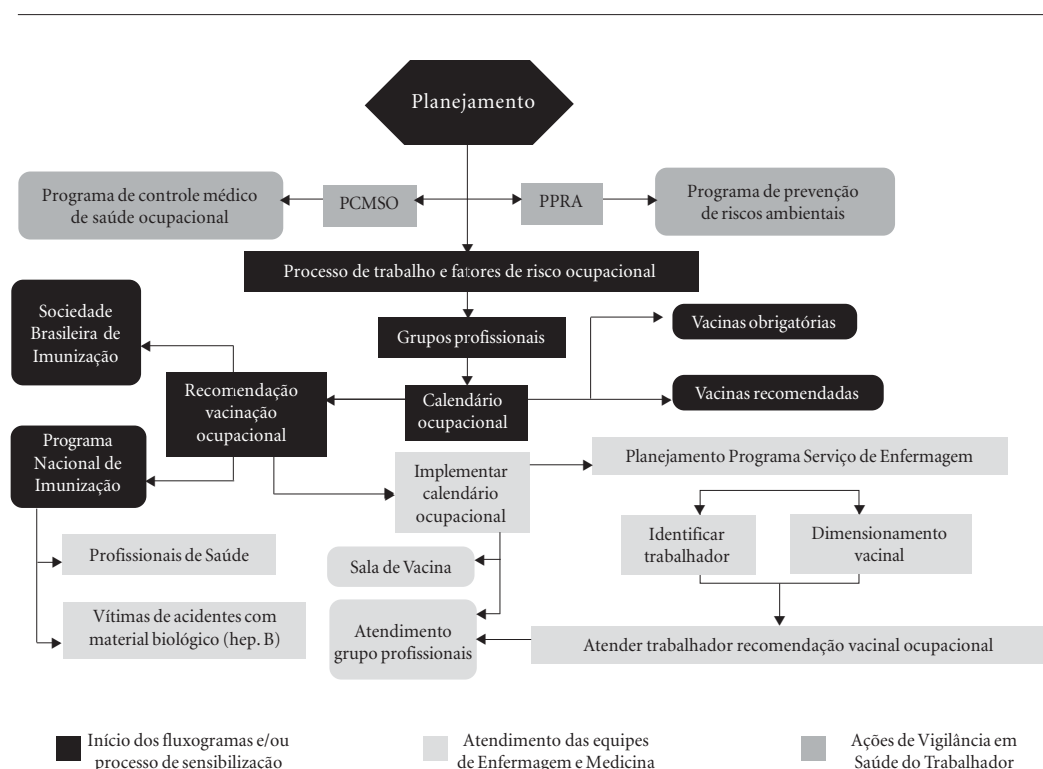 Planejamento
Programa de controle médico
de saúde ocupacional
PCMSO
PPRA
Programa de prevenção
de riscos ambientais
Processo de trabalho e fatores de risco ocupacional
Sociedade
Brasileira de
Imunização
Grupos profissionais
Vacinas obrigatórias
Recomendação
vacinação
ocupacional
Calendário
ocupacional
Vacinas recomendadas
Programa
Nacional de
Imunização
Implementar
calendário
ocupacional
Planejamento Programa Serviço de Enfermagem
Identificar
trabalhador
Dimensionamento
vacinal
Profissionais de Saúde
Sala de Vacina
Vítimas de acidentes com
material biológico (hep. B)
Atendimento
grupo profissionais
Atender trabalhador recomendação vacinal ocupacional
Início dos fluxogramas e/ou
processo de sensibilização
Atendimento das equipes
de Enfermagem e Medicina
Ações de Vigilância em
Saúde do Trabalhador